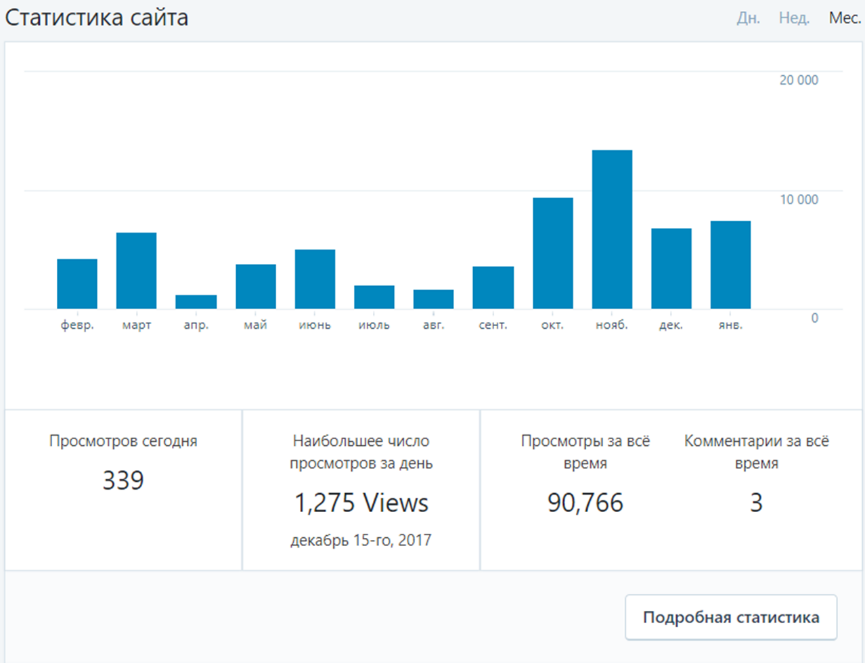 Статистика сайта
Дн. Нед. Мес.
20 000
10 000
0
февр. март апр. май июнь июль авг. сент. окт. нояб. дек. янв.
Просмотров сегодня
339
Наибольшее число
просмотров за день
1,275 Views
декабрь 15-го, 2017
Просмотры за всё
время
90,766
Комментарии за всё
время
3
Подробная статистика